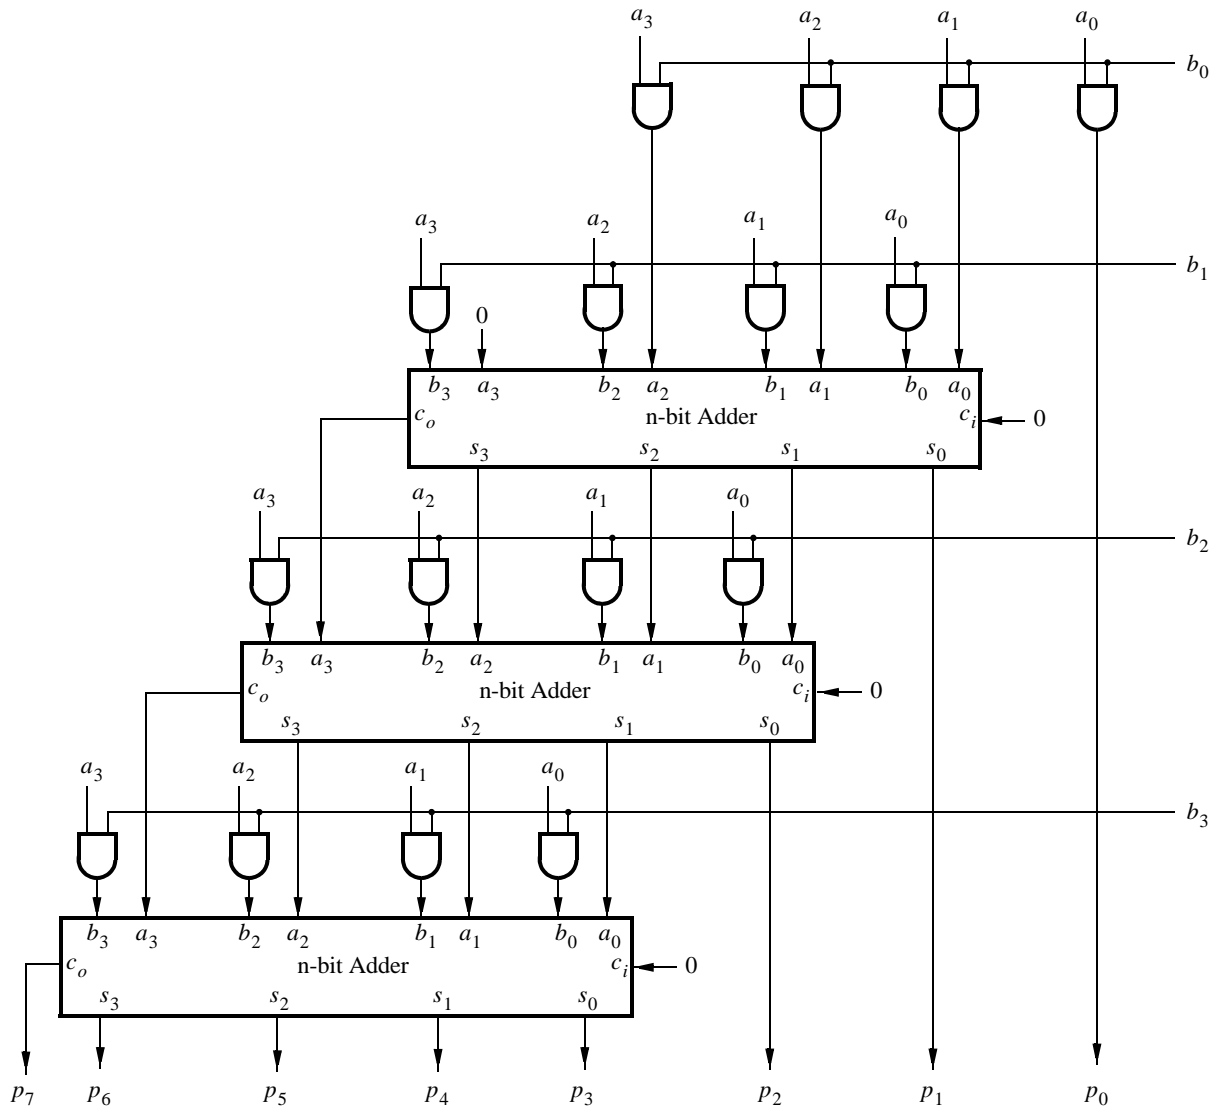 a3 a2 a1 a0
b0
a3 a2 a1 a0
b1
0
b3 a3 b2 a2 b1 a1 b0 a0
co n-bit Adder ci 0
s3 s2 s1 s0
a3 a2 a1 a0
b2
b3 a3 b2 a2 b1 a1 b0 a0
co n-bit Adder ci 0
s3 s2 s1 s0
a3 a2 a1 a0
b3
b3 a3 b2 a2 b1 a1 b0 a0
co n-bit Adder ci 0
s3 s2 s1 s0
p7 p6 p5 p4 p3 p2 p1 p0